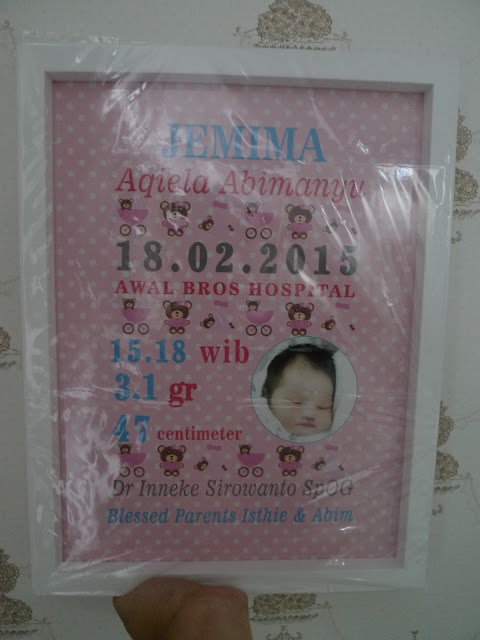 JEMIMA
Aqiela Abimanyu
18.02.2015
AWAL BROS HOSPITAL
15.18 wib
3.1 gr
47 centimeter
Dr Inneke Sirowanto SpOG
Blessed Parents Isthie & Abim